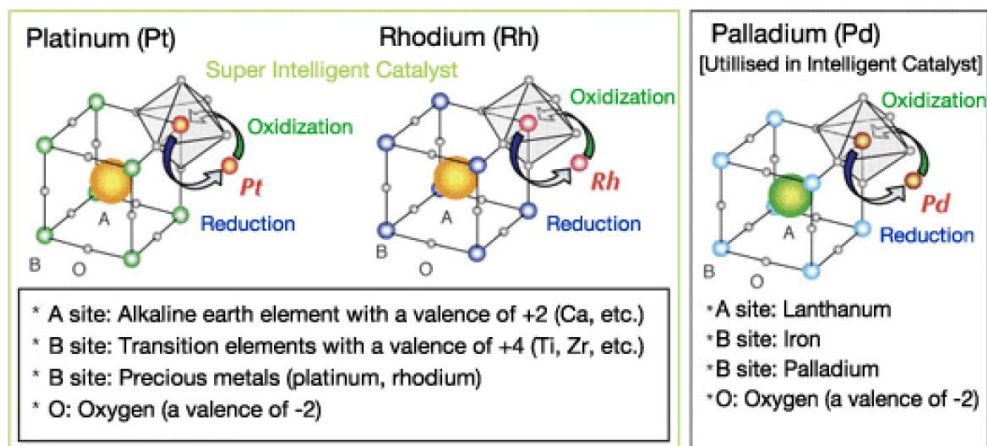 Platinum (Pt)
Rhodium (Rh)
Super Intelligent Catalyst
Oxidization
Pt
A
Reduction
B
O
Oxidization
Rh
A
Reduction
B
O
* A site: Alkaline earth element with a valence of +2 (Ca, etc.)
* B site: Transition elements with a valence of +4 (Ti, Zr, etc.)
* B site: Precious metals (platinum, rhodium)
* O: Oxygen (a valence of -2)
Palladium (Pd)
[Utilised in Intelligent Catalyst]
Oxidization
Pd
A
Reduction
B
O
*A site: Lanthanum
*B site: Iron
*B site: Palladium
*O: Oxygen (a valence of -2)